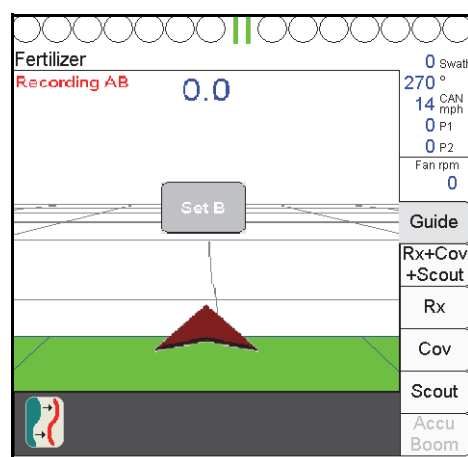 Fertilizer
Recording AB
0.0
Set B
0 Swath
270 °
14 CAN mph
0 P1
0 P2
Fan rpm
0
Guide
Rx+Cov
+Scout
Rx
Cov
Scout
Accu
Boom